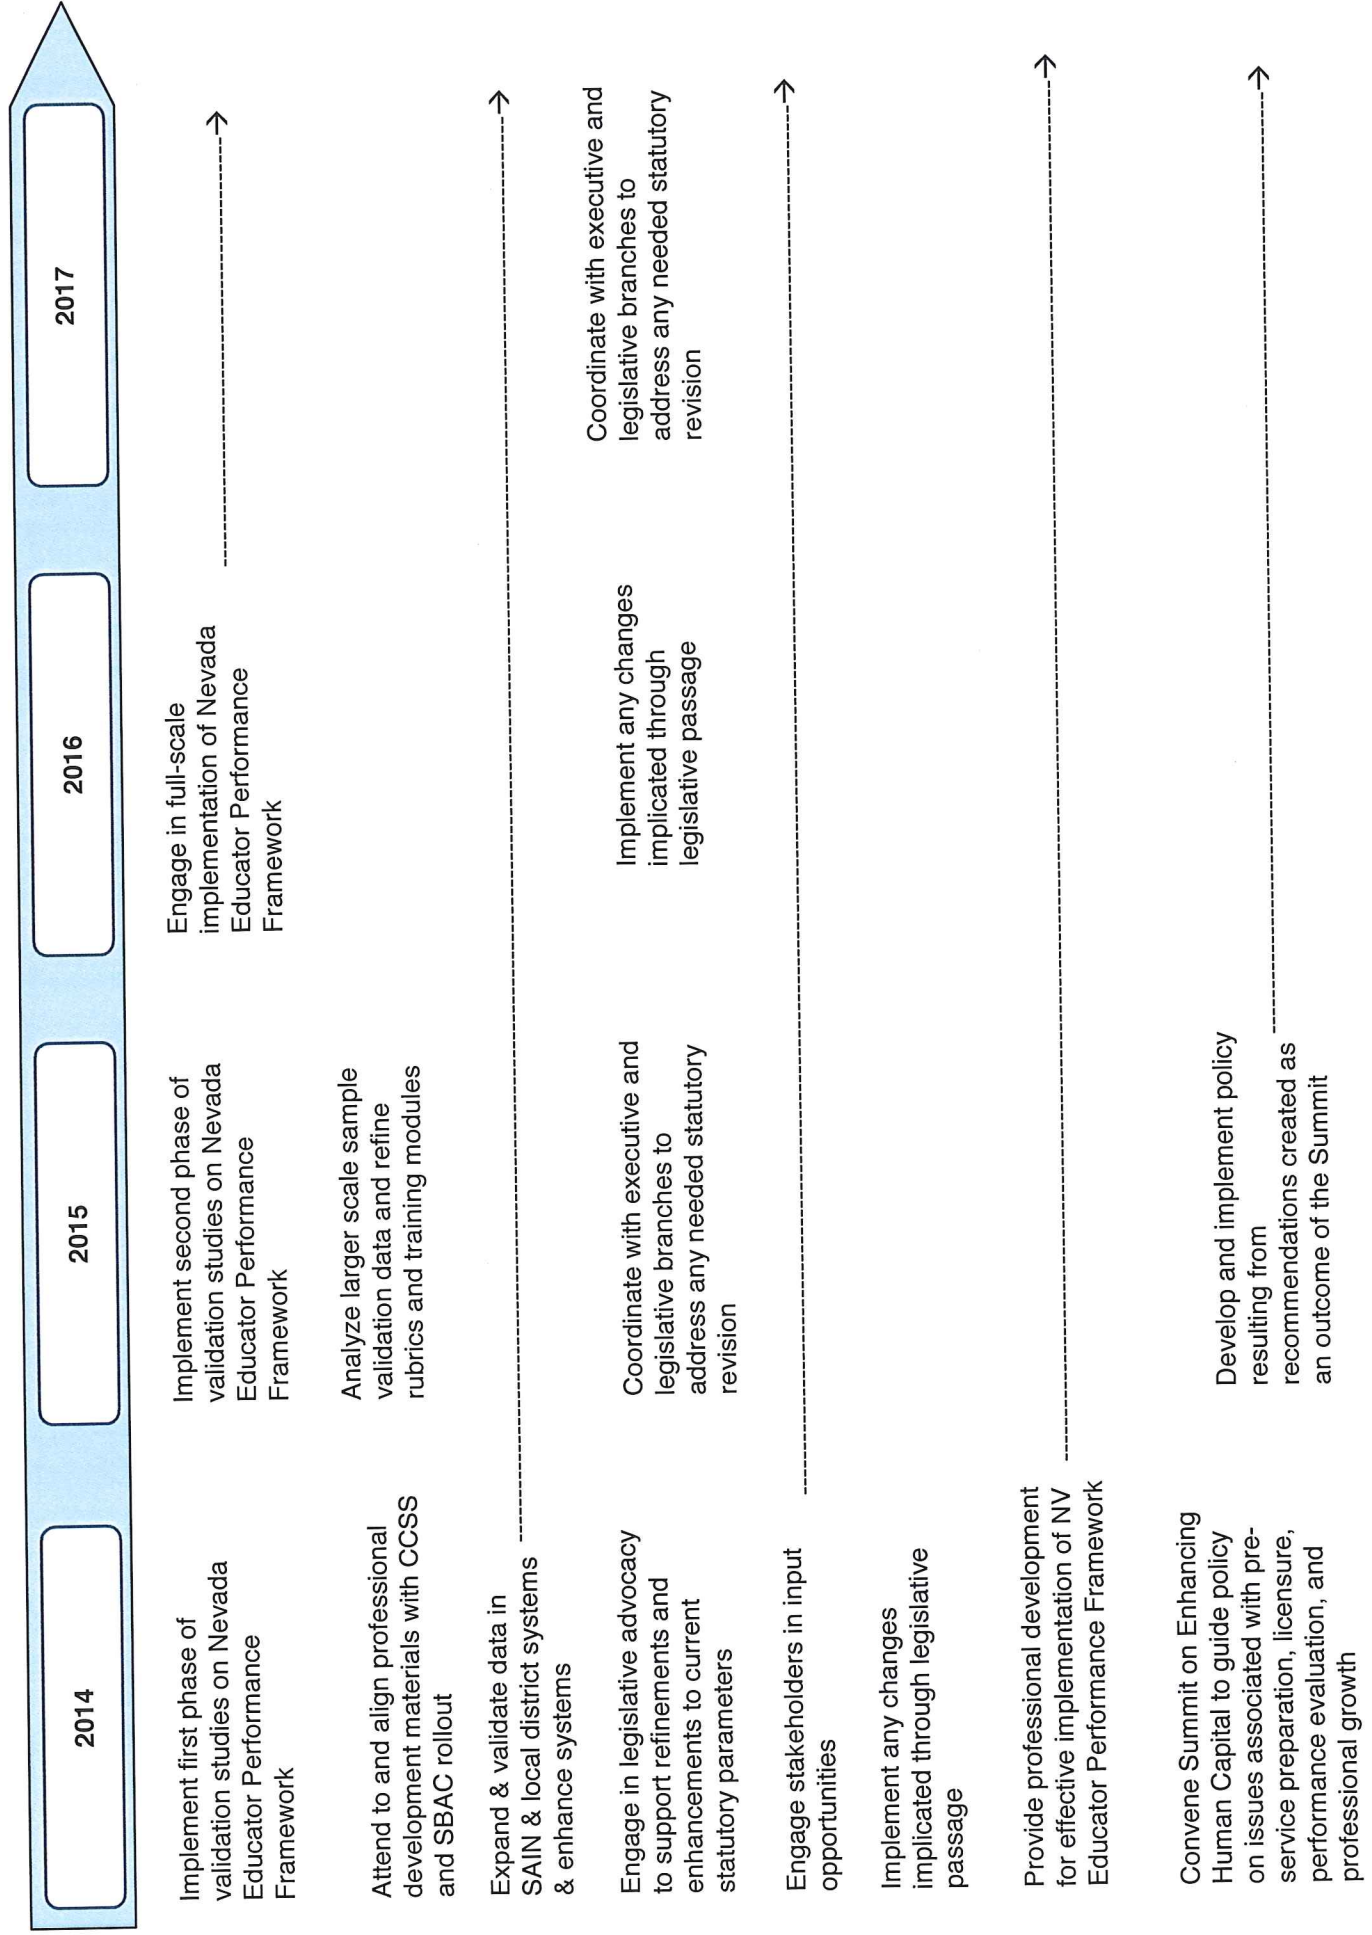 2014
2015
2016
2017
Implement first phase of
validation studies on Nevada
Educator Performance
Framework
Implement second phase of
validation studies on Nevada
Educator Performance
Framework
Engage in full-scale
implementation of Nevada
Educator Performance
Framework
Attend to and align professional
development materials with CCSS
and SBAC rollout
Analyze larger scale sample
validation data and refine
rubrics and training modules
Expand & validate data in
SAIN & local district systems
& enhance systems
Engage in legislative advocacy
to support refinements and
enhancements to current
statutory parameters
Coordinate with executive and
legislative branches to
address any needed statutory
revision
Implement any changes
implicated through
legislative passage
Coordinate with executive and
legislative branches to
address any needed statutory
revision
Engage stakeholders in input
opportunities
Implement any changes
implicated through legislative
passage
Provide professional development
for effective implementation of NV
Educator Performance Framework
Convene Summit on Enhancing
Human Capital to guide policy
on issues associated with pre-
service preparation, licensure,
performance evaluation, and
professional growth
Develop and implement policy
resulting from
recommendations created as
an outcome of the Summit